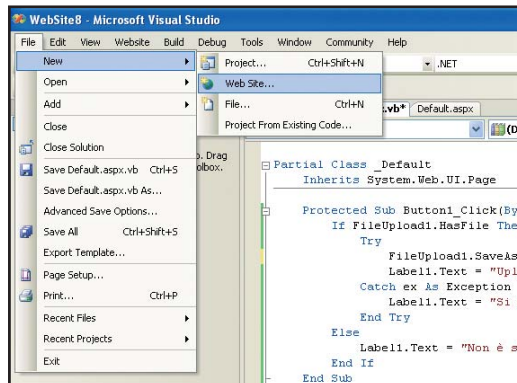 WebSite8 - Microsoft Visual Studio
File Edit View Website Build Debug Tools Window Community Help
New
Project... Ctrl+Shift+N
.NET
Open
Web Site...
Add
File... Ctrl+N
.vb* Default.aspx
Close
Project From Existing Code...
Close Solution
Save Default.aspx.vb Ctrl+S
Save Default.aspx.vb As...
Advanced Save Options...
Save All Ctrl+Shift+S
Export Template...
Page Setup...
Print... Ctrl+P
Recent Files
Recent Projects
Exit
Drag
Partial Class _Default
Inherits System.Web.UI.Page
Protected Sub Button1_Click(By
If FileUpload1.HasFile The
Try
FileUpload1.SaveAs
Label1.Text = "Upl
Catch ex As Exception
Label1.Text = "Si
End Try
Else
Label1.Text = "Non è s
End If
End Sub